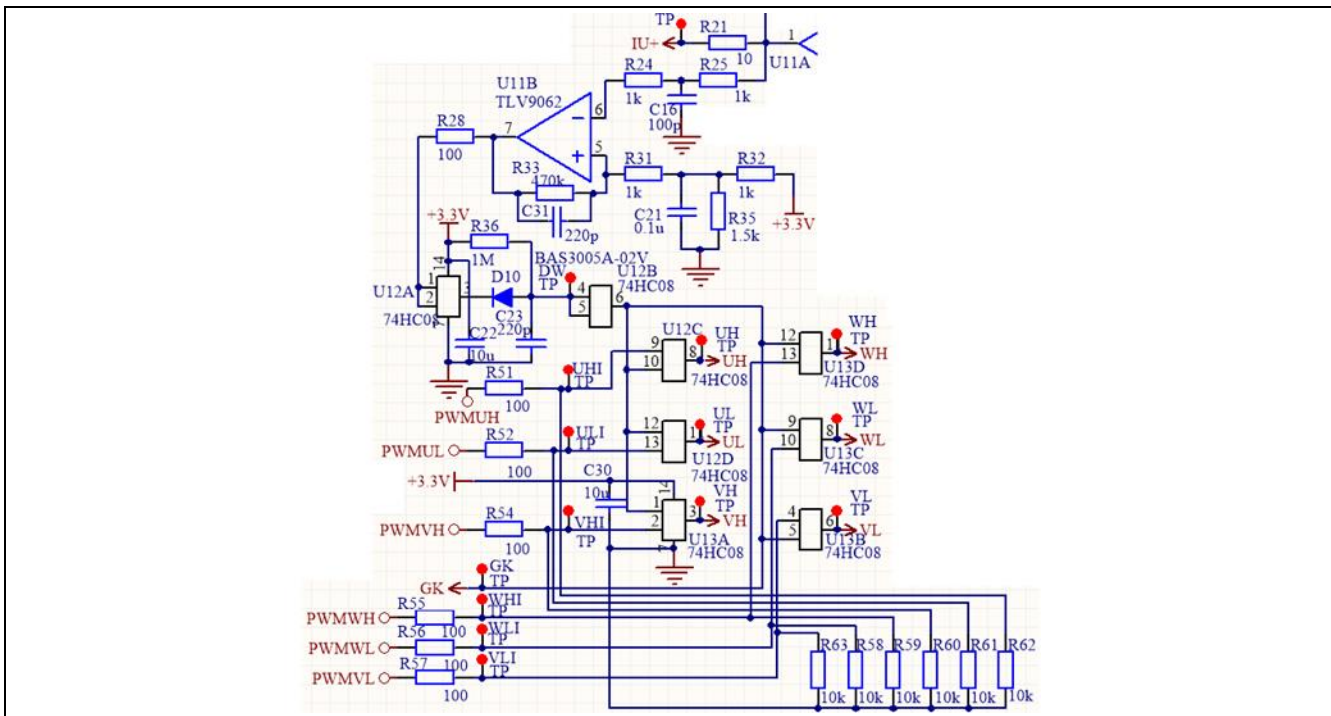 TP
R21
IU+
10
1
U11A
R24
R25
U11B
TLV9062
6
1k
1k
C16
100p
R28
7
100
5
R31
R32
R33
470k
1k
1k
C21
0.1u
R35
1.5k
+3.3V
C31
220p
+3.3V
R36
1M
14
BAS3005A-02V
D10
DW
TP
U12B
74HC08
U12A
1
2
3
4
5
6
74HC08
7
C23
220p
C22
10u
U12C
UH
TP
WH
TP
9
10
8
UH
12
13
1
WH
74HC08
U13D
74HC08
R51
UHI
TP
100
PWMUH
UL
TP
WL
TP
R52
ULI
TP
PWMUL
100
12
13
1
UL
9
10
8
WL
U12D
74HC08
U13C
74HC08
+3.3V
C30
10u
14
VH
TP
VL
TP
R54
VHI
TP
PWMVH
100
1
2
3
VH
4
5
6
VL
U13A
74HC08
7
U13B
74HC08
GK
TP
GK
R55
WHI
TP
PWMWH
100
R56
WLI
TP
PWMWL
100
R57
VLI
TP
PWMVL
100
R63
R58
R59
R60
R61
R62
10k
10k
10k
10k
10k
10k